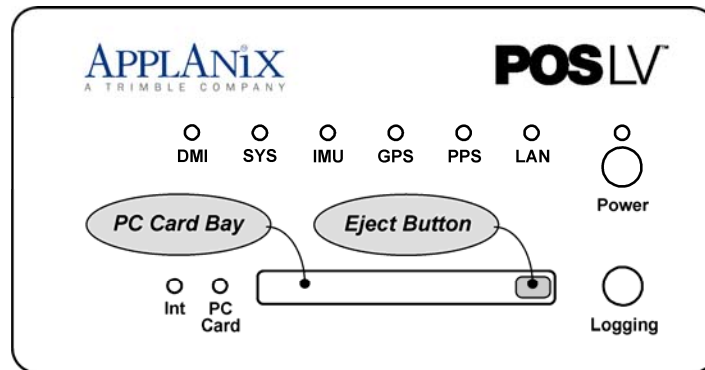 APPLANiX
A TRIMBLE COMPANY
POS LV™
DMI SYS IMU GPS PPS LAN
Power
PC Card Bay Eject Button
Int PC Card
Logging